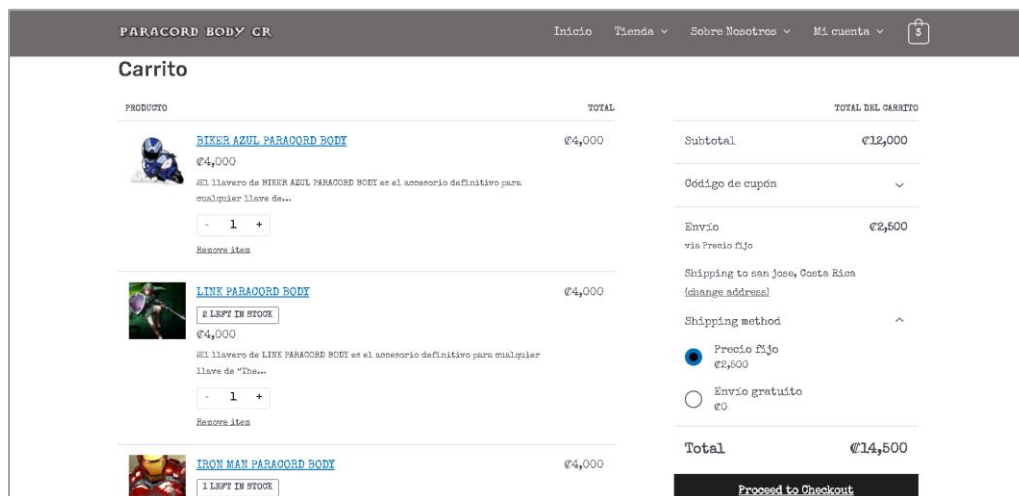 PARACORD BODY CR
Inicio Tienda Sobre Nosotros Mi cuenta 3
Carrito
PRODUCTO TOTAL
BIKER AZUL PARACORD BODY ₡4,000
₡4,000
¡El llavero de BIKER AZUL PARACORD BODY es el accesorio definitivo para
cualquier llave de…
- 1 +
Remove item
LINK PARACORD BODY ₡4,000
2 LEFT IN STOCK
₡4,000
¡El llavero de LINK PARACORD BODY es el accesorio definitivo para cualquier
llave de "The…
- 1 +
Remove item
IRON MAN PARACORD BODY ₡4,000
1 LEFT IN STOCK
TOTAL DEL CARRITO
Subtotal ₡12,000
Código de cupón
Envío ₡2,500
via Precio fijo
Shipping to san jose, Costa Rica
(change address)
Shipping method
Precio fijo
₡2,500
Envío gratuito
₡0
Total ₡14,500
Proceed to Checkout